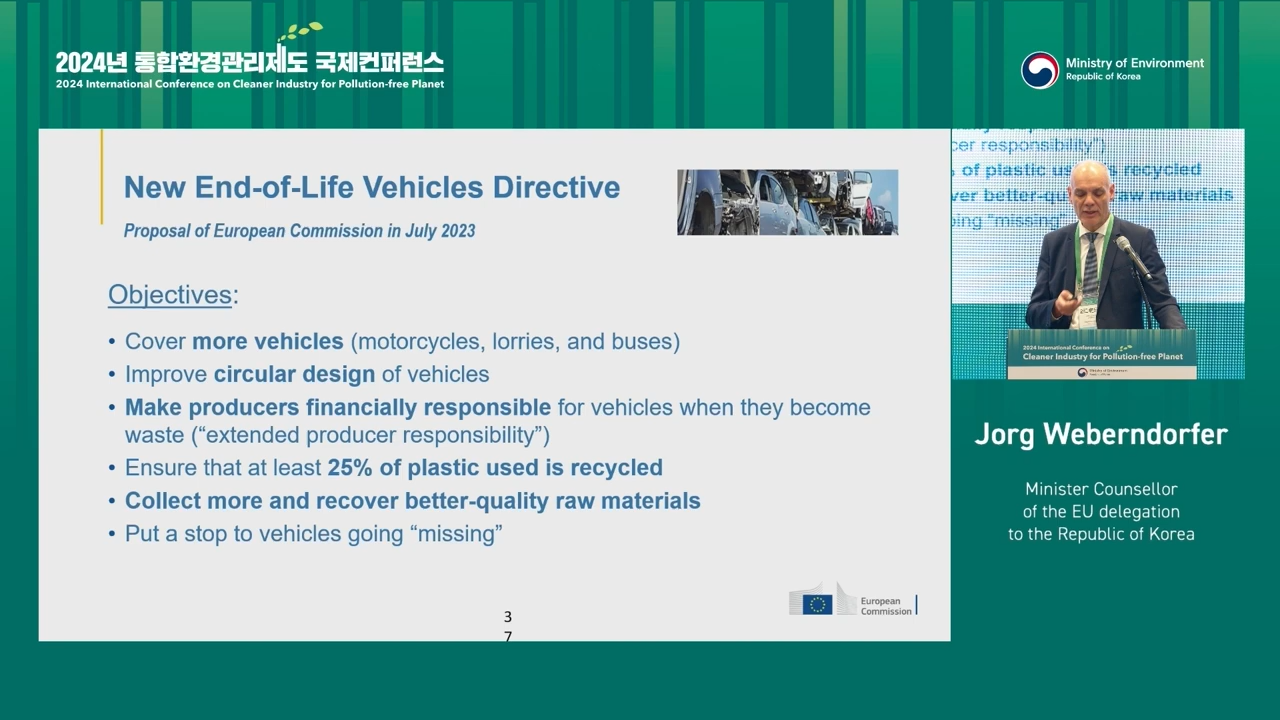 2024년 통합환경관리제도 국제컨퍼런스
2024 International Conference on Cleaner Industry for Pollution-free Planet
Ministry of Environment
Republic of Korea
New End-of-Life Vehicles Directive
Proposal of European Commission in July 2023
Objectives:
• Cover more vehicles (motorcycles, lorries, and buses)
• Improve circular design of vehicles
• Make producers financially responsible for vehicles when they become
waste (“extended producer responsibility”)
• Ensure that at least 25% of plastic used is recycled
• Collect more and recover better-quality raw materials
• Put a stop to vehicles going “missing”
European
Commission
3
7
responsibility”)
of plastic recycled
better raw materials
“missing”
2024 International Conference on
Cleaner Industry for Pollution-free Planet
Jorg Weberndorfer
Minister Counsellor
of the EU delegation
to the Republic of Korea